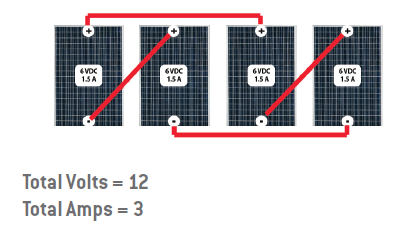 + + + +
6 VDC 6 VDC 6 VDC 6 VDC
1.5 A 1.5 A 1.5 A 1.5 A
- - - -
Total Volts = 12
Total Amps = 3